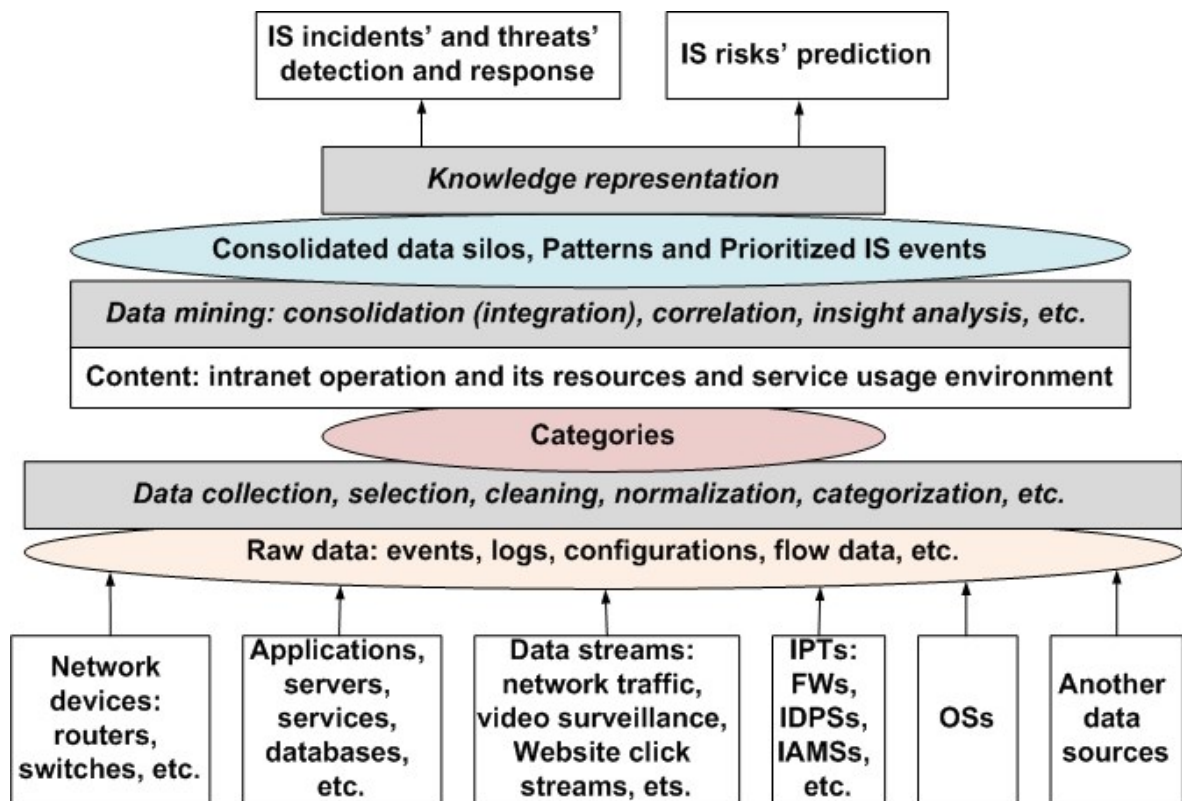 IS incidents’ and threats’
detection and response
IS risks’ prediction
Knowledge representation
Consolidated data silos, Patterns and Prioritized IS events
Data mining: consolidation (integration), correlation, insight analysis, etc.
Content: intranet operation and its resources and service usage environment
Categories
Data collection, selection, cleaning, normalization, categorization, etc.
Raw data: events, logs, configurations, flow data, etc.
Network
devices:
routers,
switches, etc.
Applications,
servers,
services,
databases,
etc.
Data streams:
network traffic,
video surveillance,
Website click
streams, ets.
IPTs:
FWs,
IDPSs,
IAMSs,
etc.
OSs
Another
data
sources